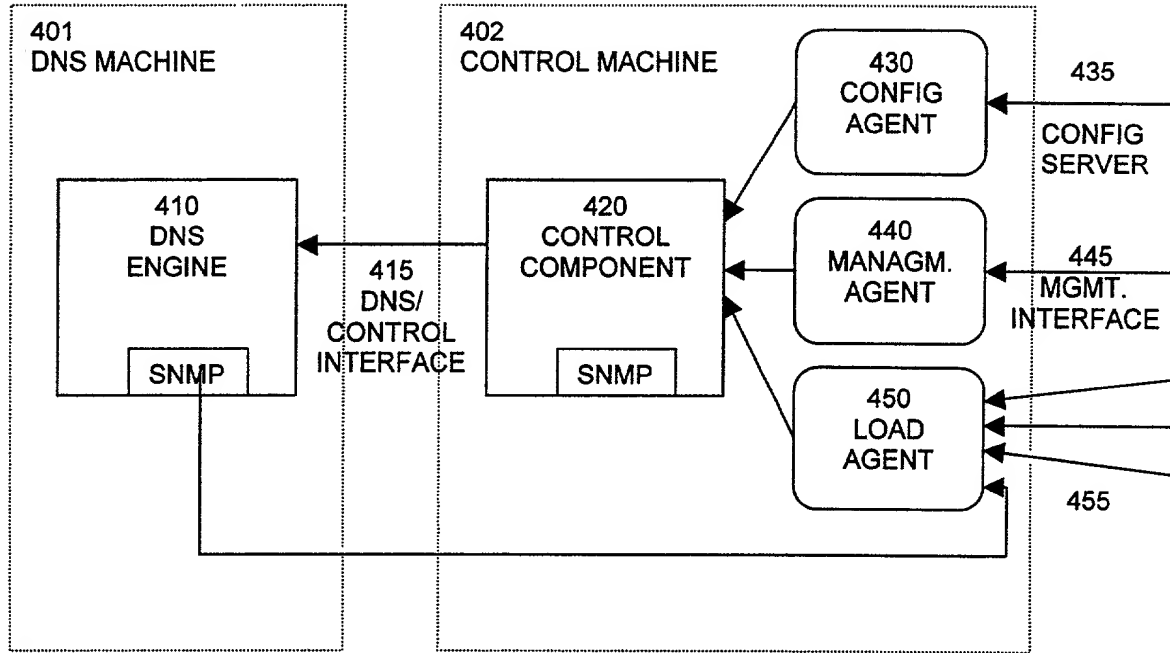 401
DNS MACHINE
402
CONTROL MACHINE
430
CONFIG
AGENT
435
CONFIG
SERVER
410
DNS
ENGINE
SNMP
415
DNS/
CONTROL
INTERFACE
420
CONTROL
COMPONENT
SNMP
440
MANAGM.
AGENT
445
MGMT.
INTERFACE
450
LOAD
AGENT
455